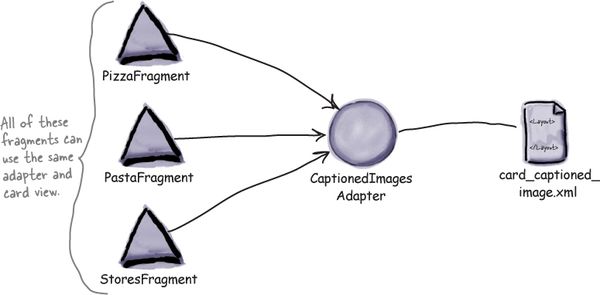 PizzaFragment
All of these
fragments can
use the same
adapter and
card view.
PastaFragment
StoresFragment
CaptionedImages
Adapter
<Layout>
</Layout>
card_captioned_
image.xml